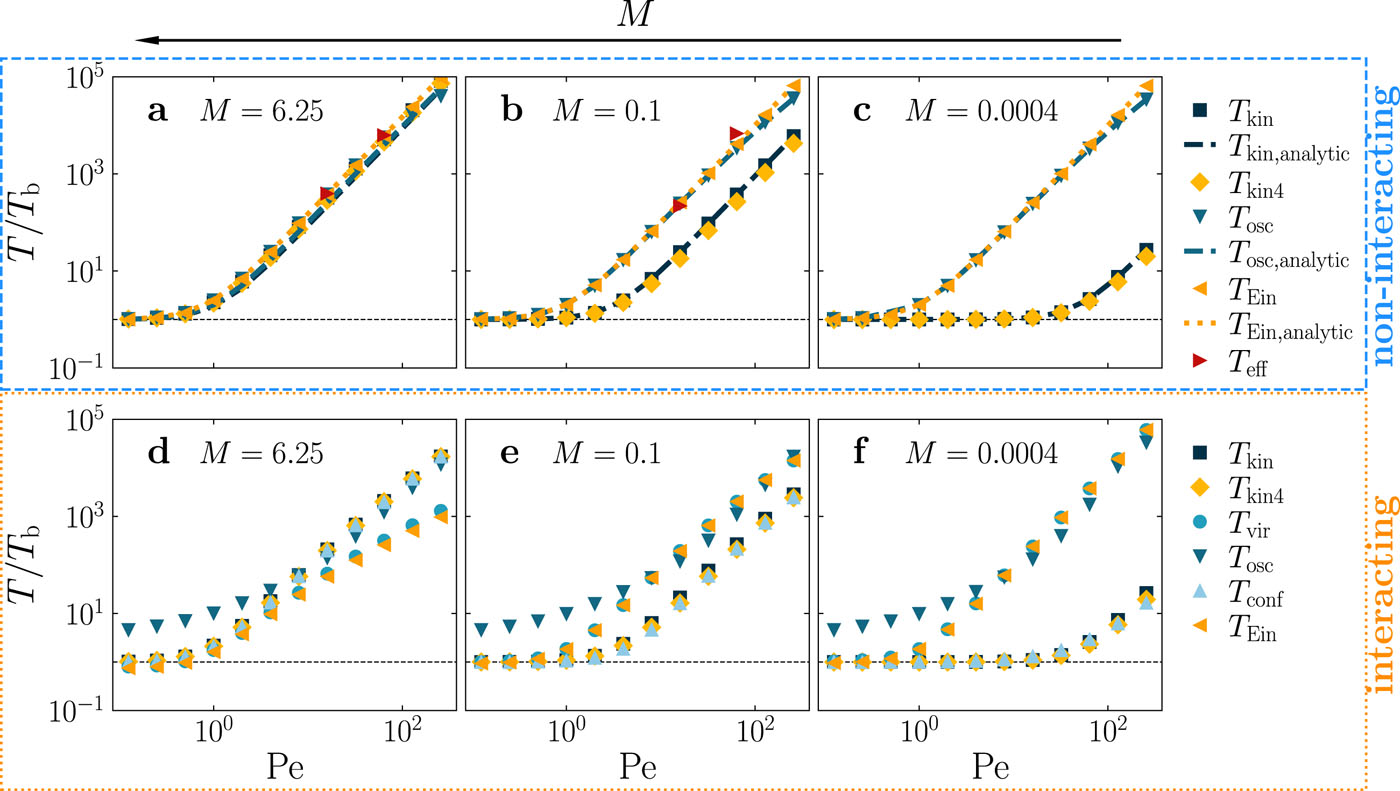 M
T/T_b
10^5
10^3
10^1
10^−1
a M = 6.25
b M = 0.1
c M = 0.0004
T_kin
T_kin,analytic
T_kin4
T_osc
T_osc,analytic
T_Ein
T_Ein,analytic
T_eff
non-interacting
T/T_b
10^5
10^3
10^1
10^−1
d M = 6.25
e M = 0.1
f M = 0.0004
T_kin
T_kin4
T_vir
T_osc
T_conf
T_Ein
interacting
10^0 10^2
10^0 10^2
10^0 10^2
Pe
Pe
Pe